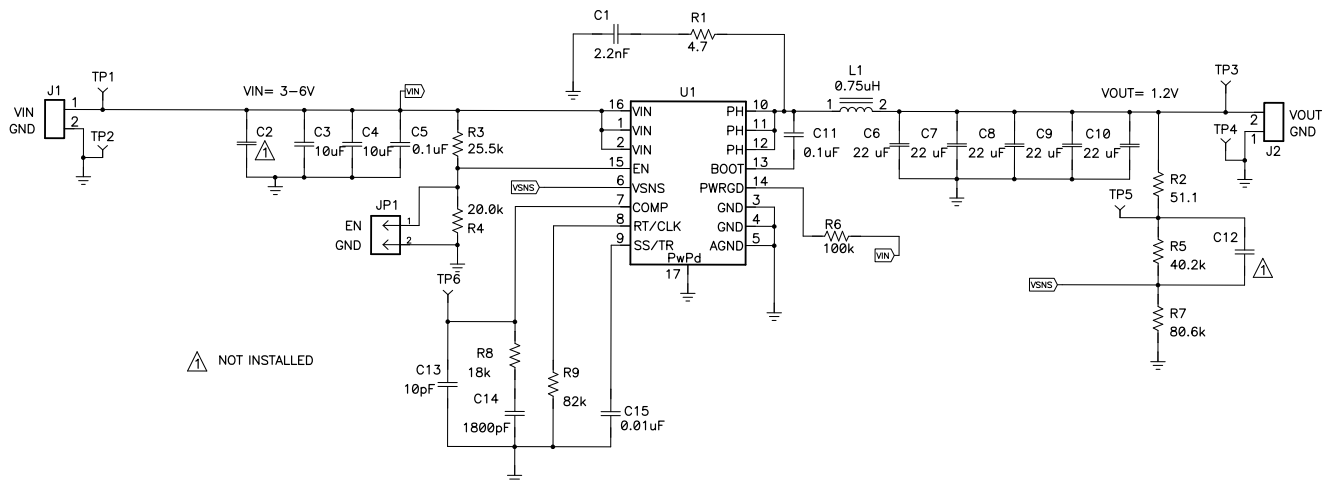 C1
2.2nF
R1
4.7
J1
VIN
GND
1
2
TP1
TP2
VIN= 3-6V
VIN
C2
1
C3
10uF
C4
10uF
C5
0.1uF
R3
25.5k
20.0k
R4
JP1
EN
GND
1
2
U1
16
VIN
1
VIN
2
VIN
15
EN
6
VSNS
7
COMP
8
RT/CLK
9
SS/TR
PwPd
17
10
PH
11
PH
12
PH
13
BOOT
14
PWRGD
3
GND
4
GND
5
AGND
VSNS
C11
0.1uF
L1
0.75uH
1
2
C6
22 uF
C7
22 uF
C8
22 uF
C9
22 uF
C10
22 uF
VOUT= 1.2V
TP3
TP4
2
1
VOUT
GND
J2
R6
100k
VIN
R2
51.1
TP5
R5
40.2k
C12
1
VSNS
R7
80.6k
TP6
C13
10pF
R8
18k
C14
1800pF
R9
82k
C15
0.01uF
1 NOT INSTALLED